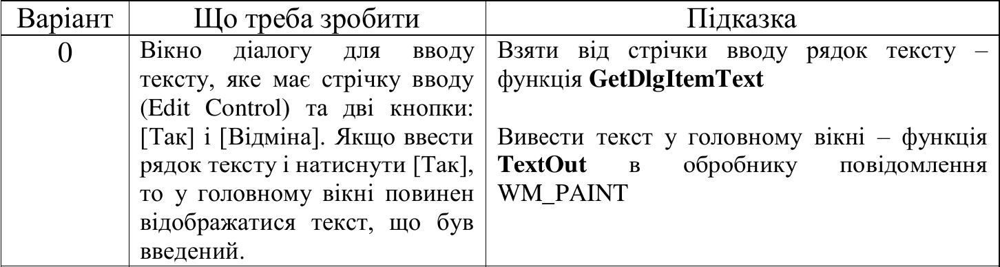 Варіант
Що треба зробити
Підказка
0
Вікно діалогу для вводу
тексту, яке має стрічку вводу
(Edit Control) та дві кнопки:
[Так] і [Відміна]. Якщо ввести
рядок тексту і натиснути [Так],
то у головному вікні повинен
відображатися текст, що був
введений.
Взяти від стрічки вводу рядок тексту –
функція GetDlgItemText
Вивести текст у головному вікні – функція
TextOut в обробнику повідомлення
WM_PAINT